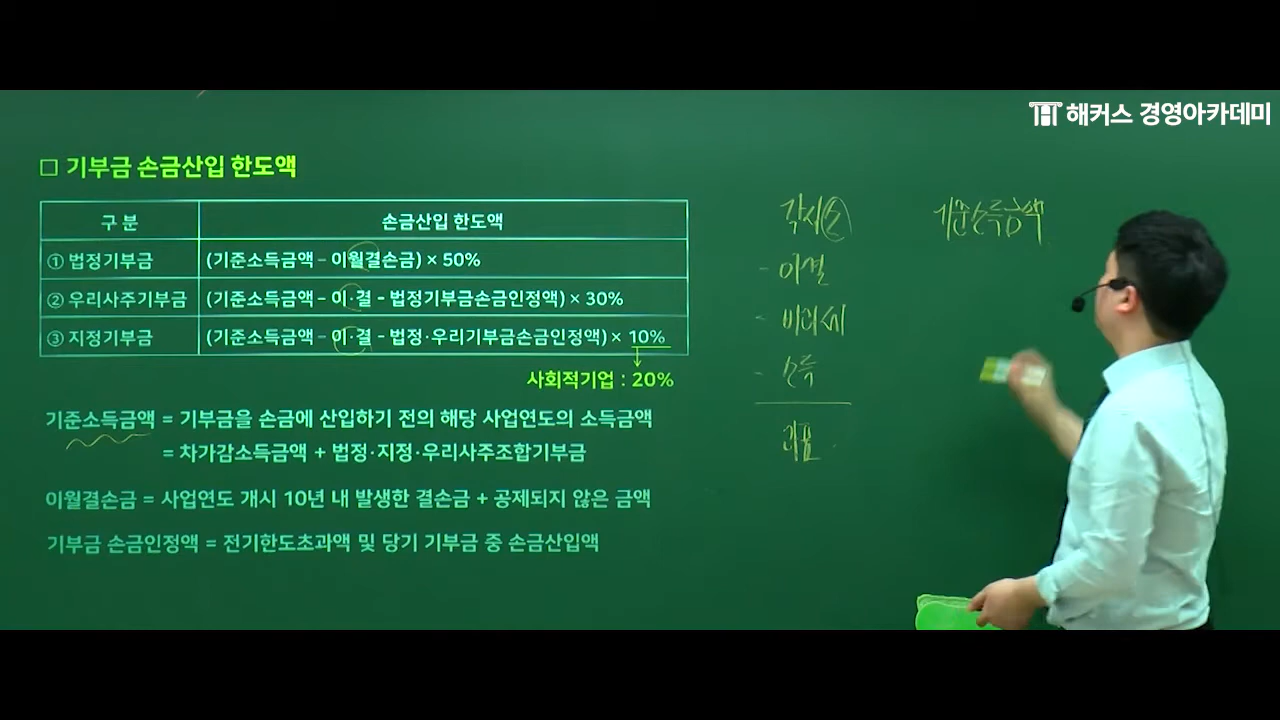 해커스 경영아카데미
□ 기부금 손금산입 한도액
구 분 손금산입 한도액
① 법정기부금 (기준소득금액 - 이월결손금) × 50%
② 우리사주기부금 (기준소득금액 - 이·결 - 법정기부금손금인정액) × 30%
③ 지정기부금 (기준소득금액 - 이·결 - 법정·우리기부금손금인정액) × 10%
사회적기업 : 20%
기준소득금액 = 기부금을 손금에 산입하기 전의 해당 사업연도의 소득금액
= 차가감소득금액 + 법정·지정·우리사주조합기부금
이월결손금 = 사업연도 개시 10년 내 발생한 결손금 + 공제되지 않은 금액
기부금 손금인정액 = 전기한도초과액 및 당기 기부금 중 손금산입액
각사소 기준소득금액
- 이결
- 비과세
- 소득
과표